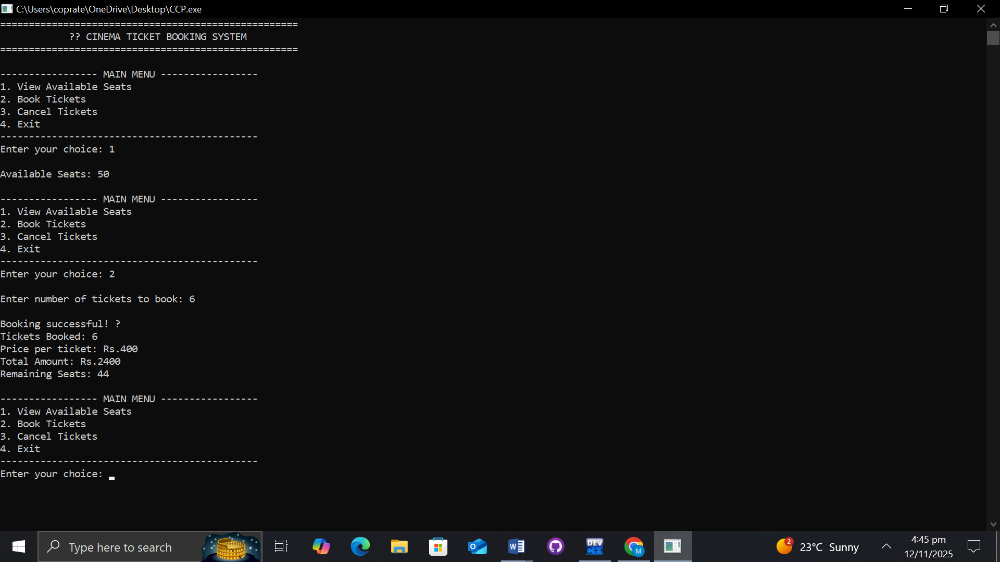 C:\Users\coprate\OneDrive\Desktop\CCP.exe
====================================================
?? CINEMA TICKET BOOKING SYSTEM
====================================================
----------------- MAIN MENU -----------------
1. View Available Seats
2. Book Tickets
3. Cancel Tickets
4. Exit
---------------------------------------------
Enter your choice: 1
Available Seats: 50
----------------- MAIN MENU -----------------
1. View Available Seats
2. Book Tickets
3. Cancel Tickets
4. Exit
---------------------------------------------
Enter your choice: 2
Enter number of tickets to book: 6
Booking successful! ?
Tickets Booked: 6
Price per ticket: Rs.400
Total Amount: Rs.2400
Remaining Seats: 44
----------------- MAIN MENU -----------------
1. View Available Seats
2. Book Tickets
3. Cancel Tickets
4. Exit
---------------------------------------------
Enter your choice:
Type here to search
W
DEV
C++
M
2
23°C Sunny
4:45 pm
12/11/2025